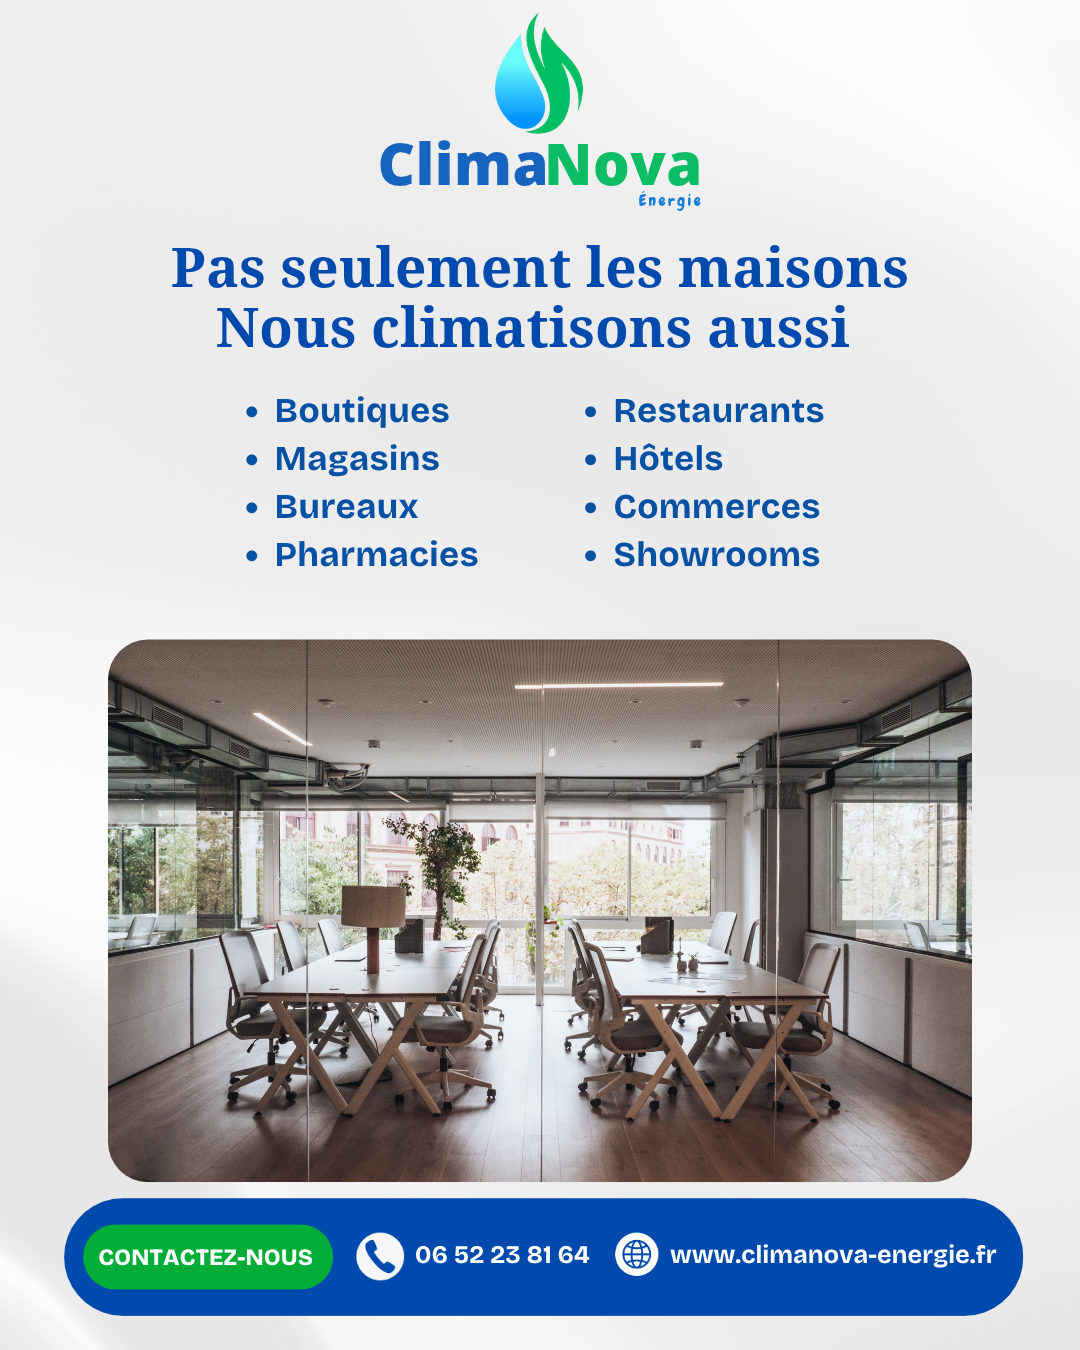 ClimaNova
Énergie
Pas seulement les maisons
Nous climatisons aussi
• Boutiques
• Magasins
• Bureaux
• Pharmacies
• Restaurants
• Hôtels
• Commerces
• Showrooms
CONTACTEZ-NOUS
06 52 23 81 64
www.climanova-energie.fr